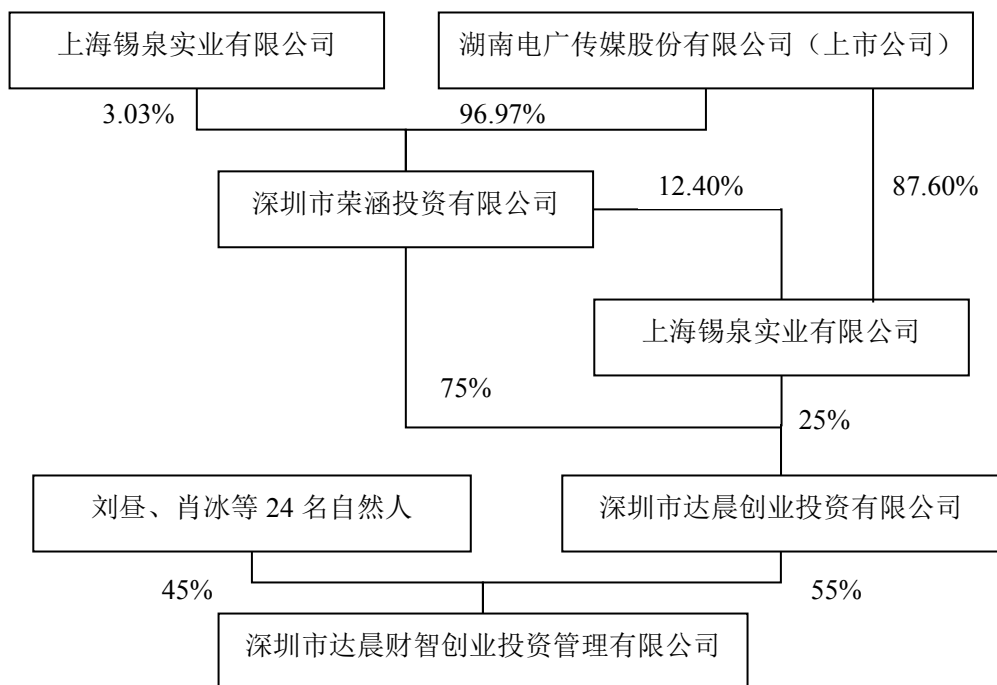 上海锡泉实业有限公司
湖南电广传媒股份有限公司（上市公司）
3.03%
96.97%
深圳市荣涵投资有限公司
12.40%
87.60%
上海锡泉实业有限公司
75%
25%
刘昼、肖冰等 24 名自然人
深圳市达晨创业投资有限公司
45%
55%
深圳市达晨财智创业投资管理有限公司